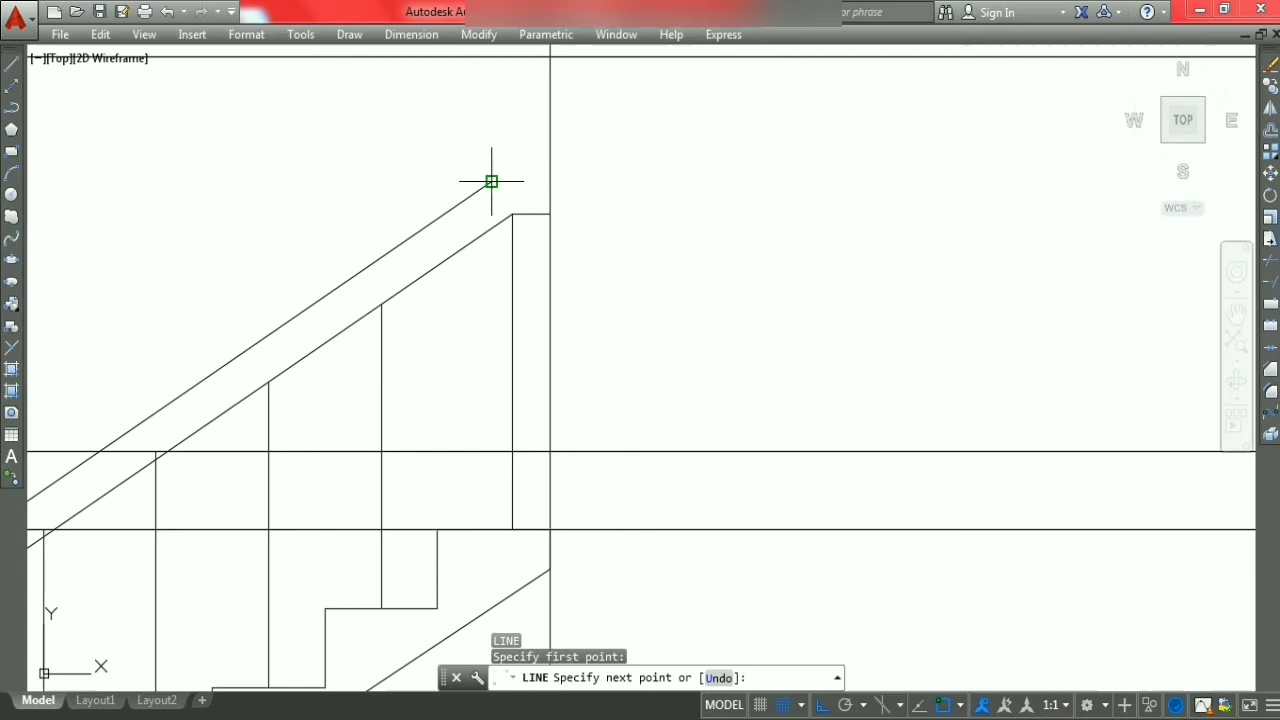 Autodesk Au
or phrase
Sign In
File Edit View Insert Format Tools Draw Dimension Modify Parametric Window Help Express
[−][Top][2D Wireframe]
N
W TOP E
S
WCS
Y
X
LINE
Specify first point:
LINE Specify next point or [Undo]:
Model Layout1 Layout2 +
MODEL 1:1
A